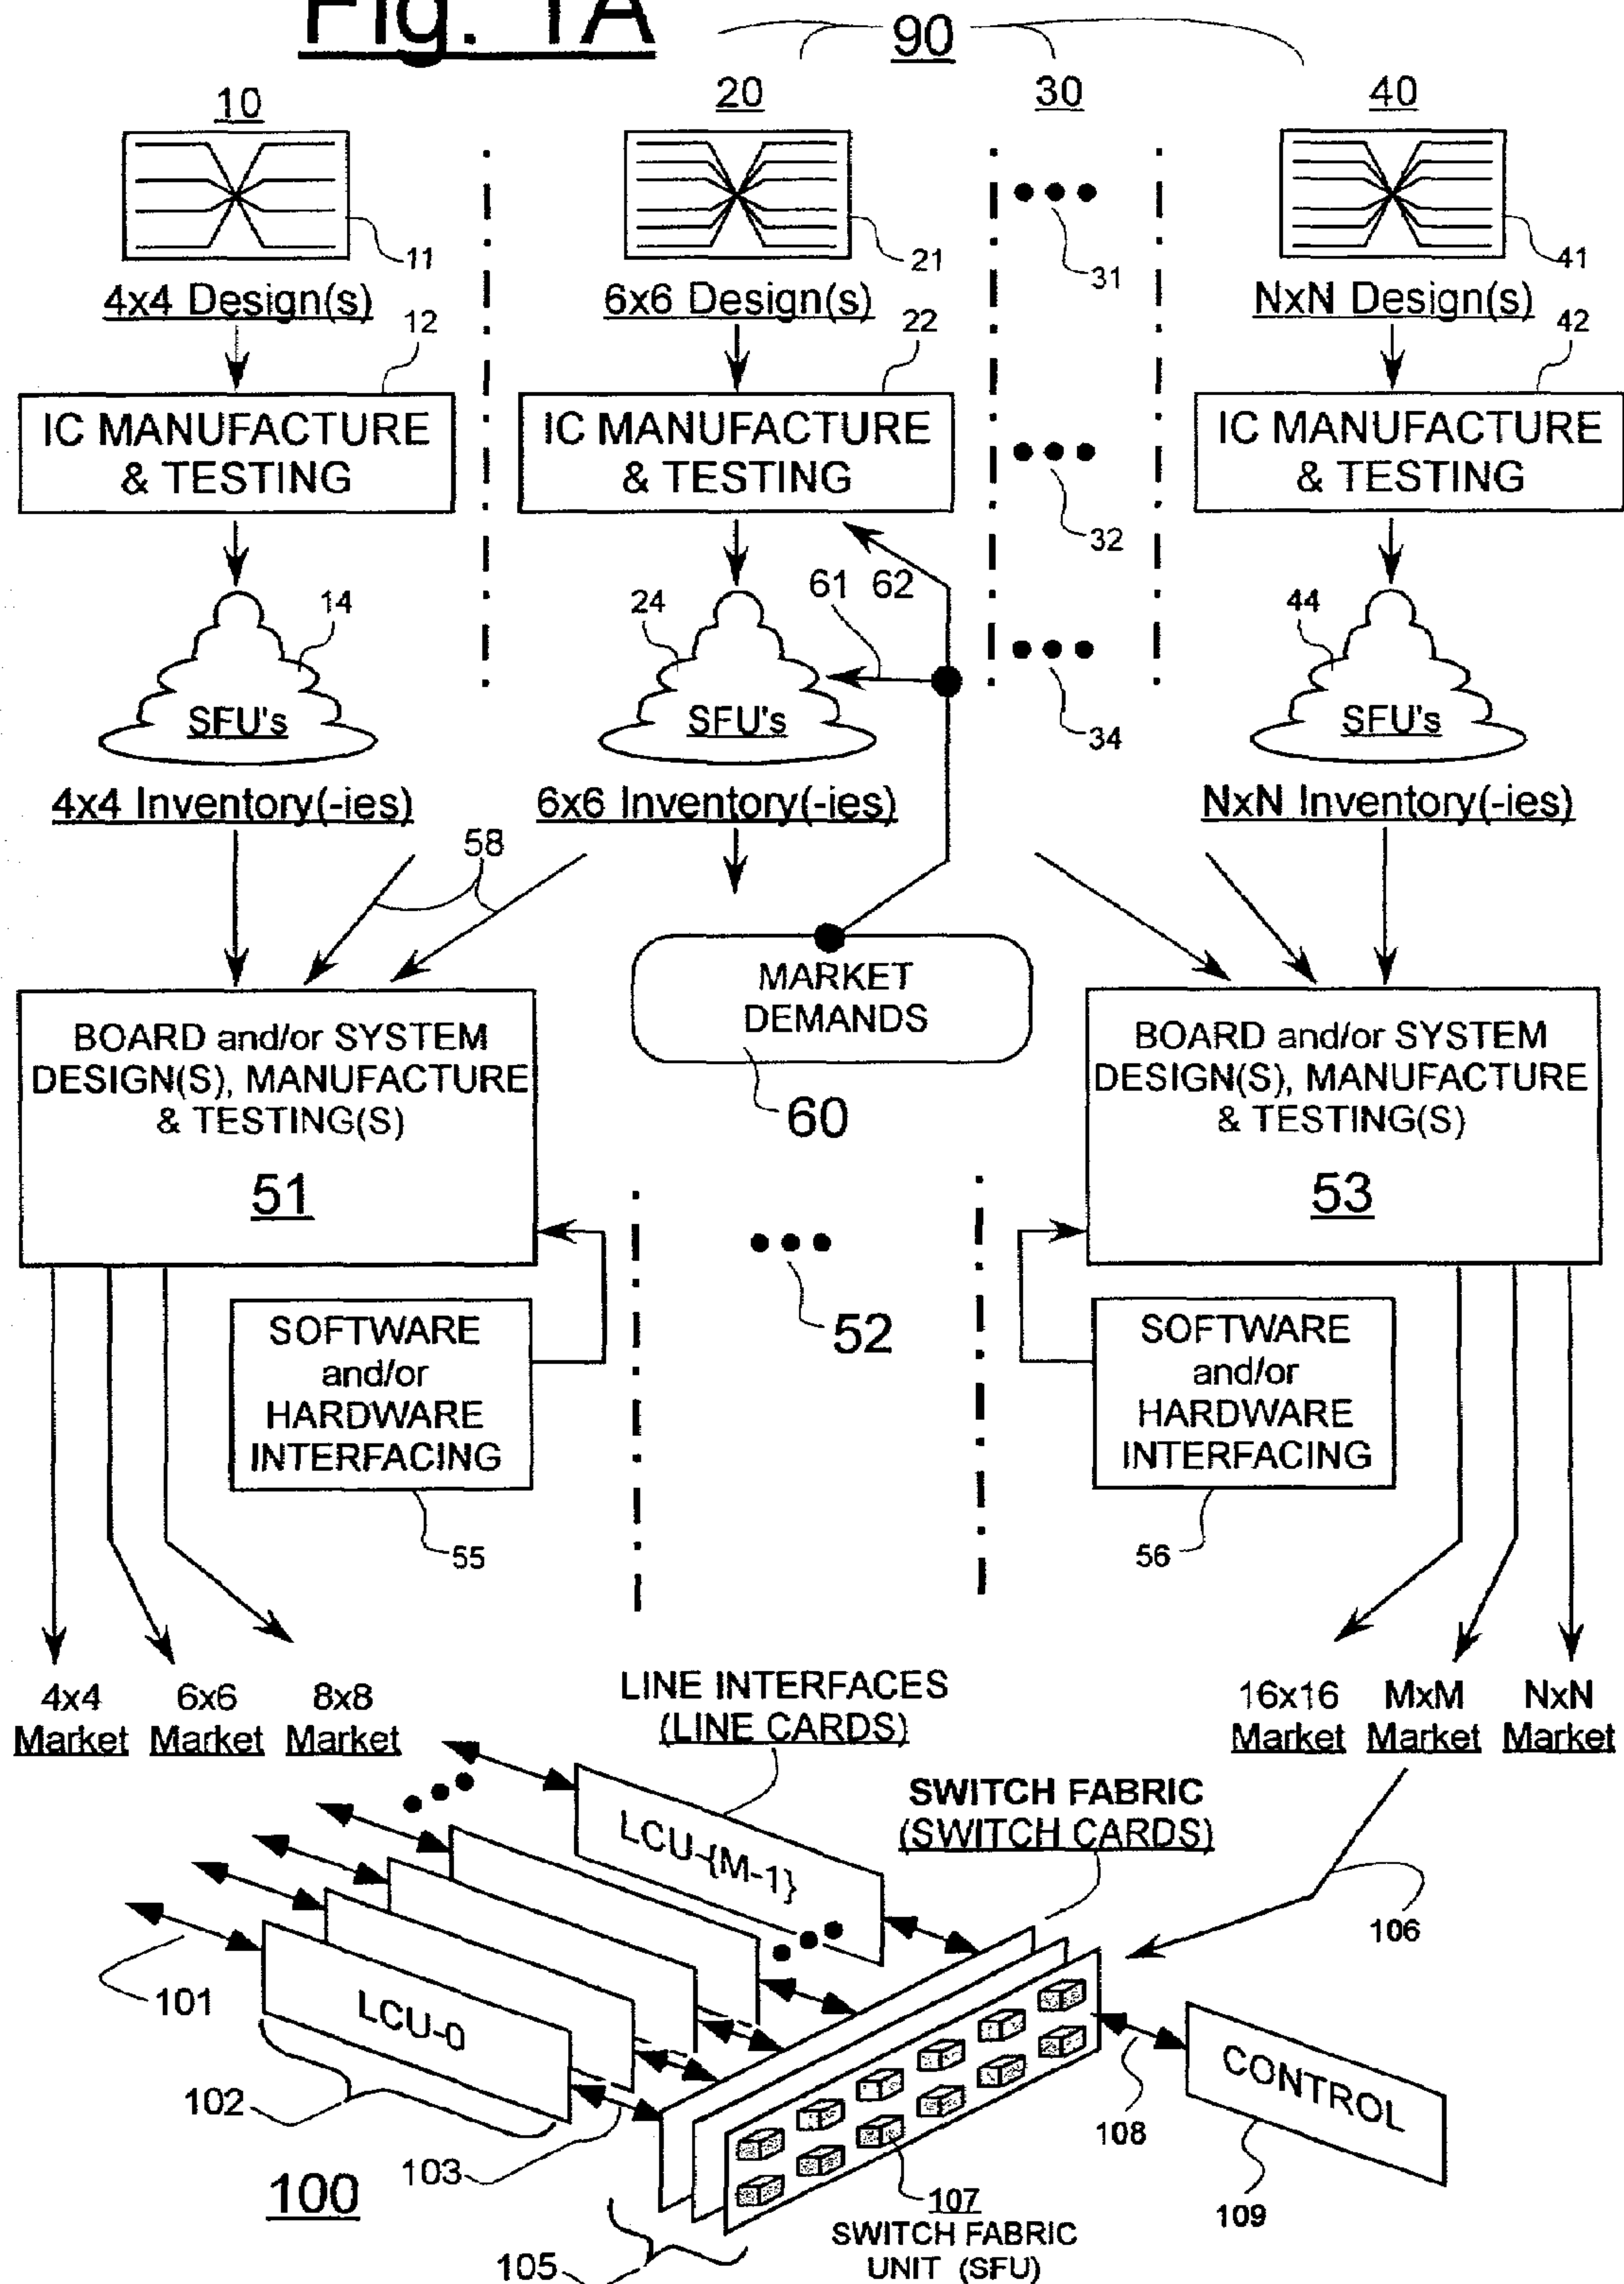 Fig. 1A
90
10 20 30 40
11 21 31 41
4x4 Design(s) 6x6 Design(s) NxN Design(s)
12 22 42
IC MANUFACTURE
& TESTING
IC MANUFACTURE
& TESTING
32
IC MANUFACTURE
& TESTING
61 62
14 24 44
SFU's SFU's 34 SFU's
4x4 Inventory(-ies) 6x6 Inventory(-ies) NxN Inventory(-ies)
58
MARKET
DEMANDS
60
BOARD and/or SYSTEM
DESIGN(S), MANUFACTURE
& TESTING(S)
51
BOARD and/or SYSTEM
DESIGN(S), MANUFACTURE
& TESTING(S)
53
52
SOFTWARE
and/or
HARDWARE
INTERFACING
55
SOFTWARE
and/or
HARDWARE
INTERFACING
56
4x4
Market
6x6
Market
8x8
Market
16x16
Market
MxM
Market
NxN
Market
LINE INTERFACES
(LINE CARDS)
SWITCH FABRIC
(SWITCH CARDS)
LCU-{M-1}
106
101
LCU-0
102
103
CONTROL
108
109
100
107
SWITCH FABRIC
UNIT (SFU)
105